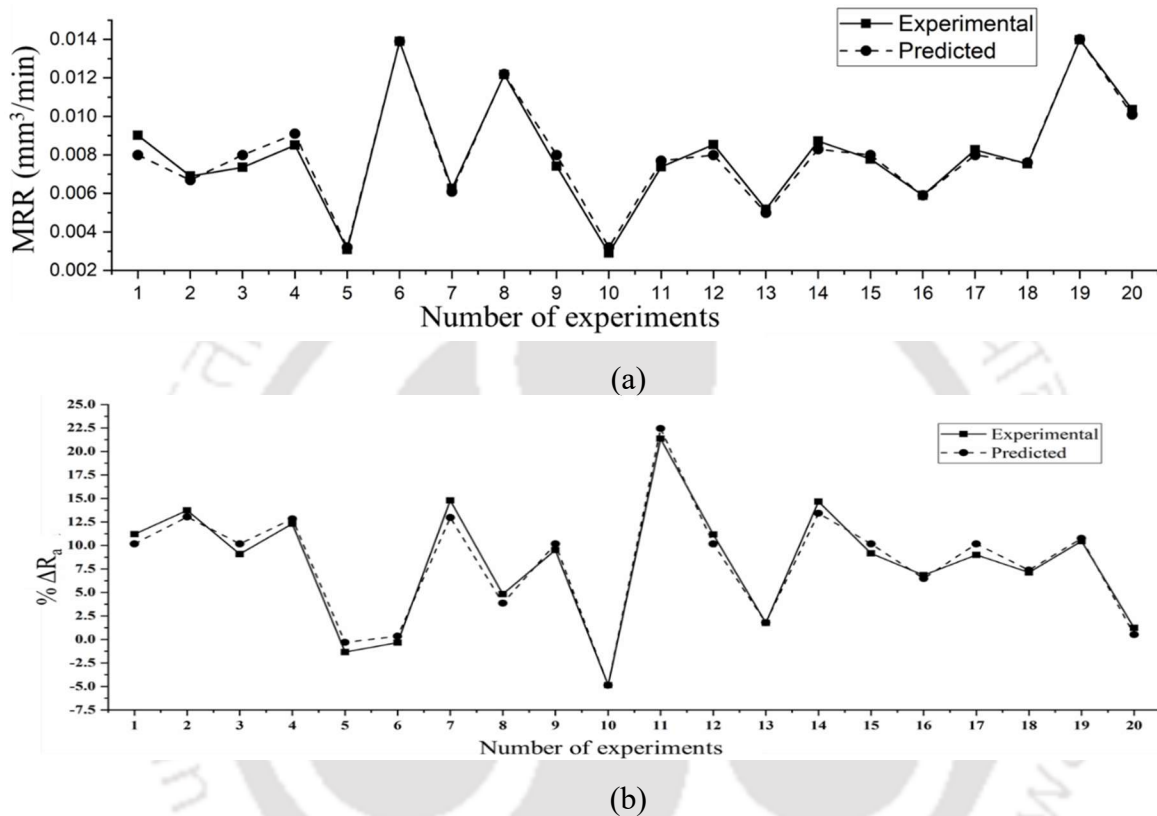 Experimental
Predicted
0.014
0.012
0.010
0.008
0.006
0.004
0.002
MRR (mm³/min)
1 2 3 4 5 6 7 8 9 10 11 12 13 14 15 16 17 18 19 20
Number of experiments
(a)
25.0
22.5
20.0
17.5
15.0
12.5
10.0
7.5
5.0
2.5
0.0
-2.5
-5.0
-7.5
% ΔRₐ
Experimental
Predicted
1 2 3 4 5 6 7 8 9 10 11 12 13 14 15 16 17 18 19 20
Number of experiments
(b)